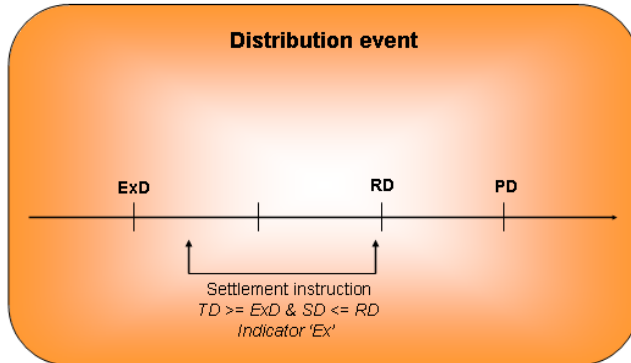 Distribution event
ExD
RD
PD
Settlement instruction
TD >= ExD & SD <= RD
Indicator 'Ex'